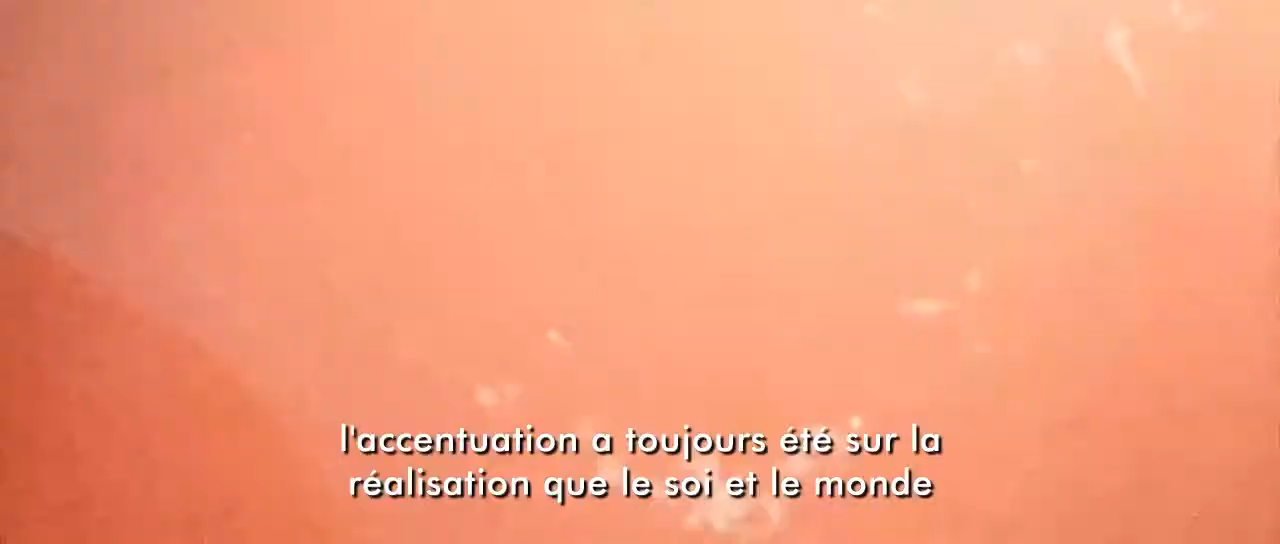 l'accentuation a toujours été sur la
réalisation que le soi et le monde